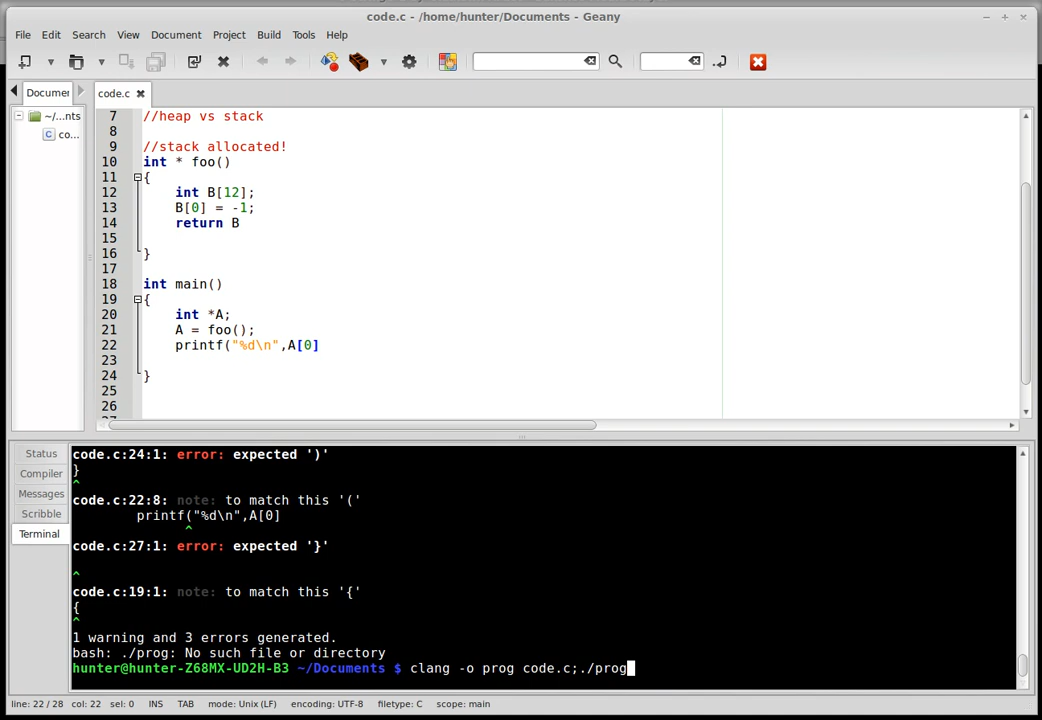 code.c - /home/hunter/Documents - Geany
File Edit Search View Document Project Build Tools Help
Documer code.c
~/...nts
co...
7 //heap vs stack
8
9 //stack allocated!
10 int * foo()
11 {
12 int B[12];
13 B[0] = -1;
14 return B
15
16 }
17
18 int main()
19 {
20 int *A;
21 A = foo();
22 printf("%d\n",A[0]
23
24 }
25
26
Status
Compiler
Messages
Scribble
Terminal
code.c:24:1: error: expected ')'
}
^
code.c:22:8: note: to match this '('
printf("%d\n",A[0]
^
code.c:27:1: error: expected '}'
^
code.c:19:1: note: to match this '{'
{
^
1 warning and 3 errors generated.
bash: ./prog: No such file or directory
hunter@hunter-Z68MX-UD2H-B3 ~/Documents $ clang -o prog code.c;./prog
line: 22 / 28 col: 22 sel: 0 INS TAB mode: Unix (LF) encoding: UTF-8 filetype: C scope: main